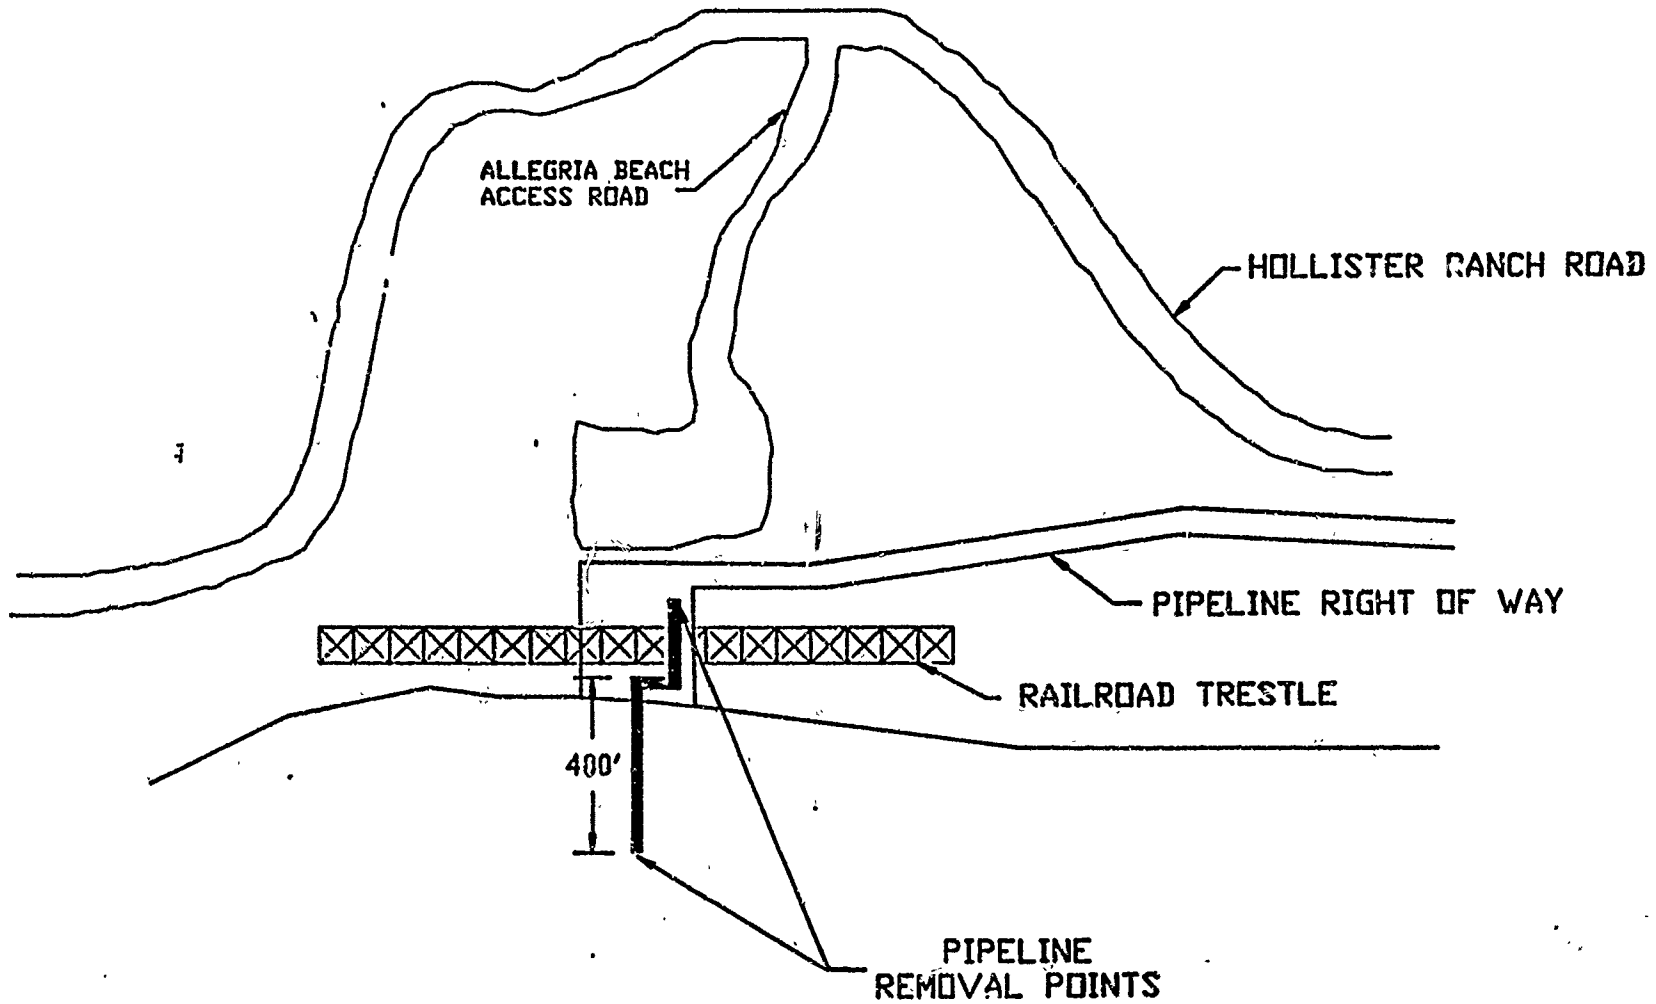 ALLEGRIA BEACH
ACCESS ROAD
HOLLISTER RANCH ROAD
PIPELINE RIGHT OF WAY
RAILROAD TRESTLE
400'
PIPELINE
REMOVAL POINTS